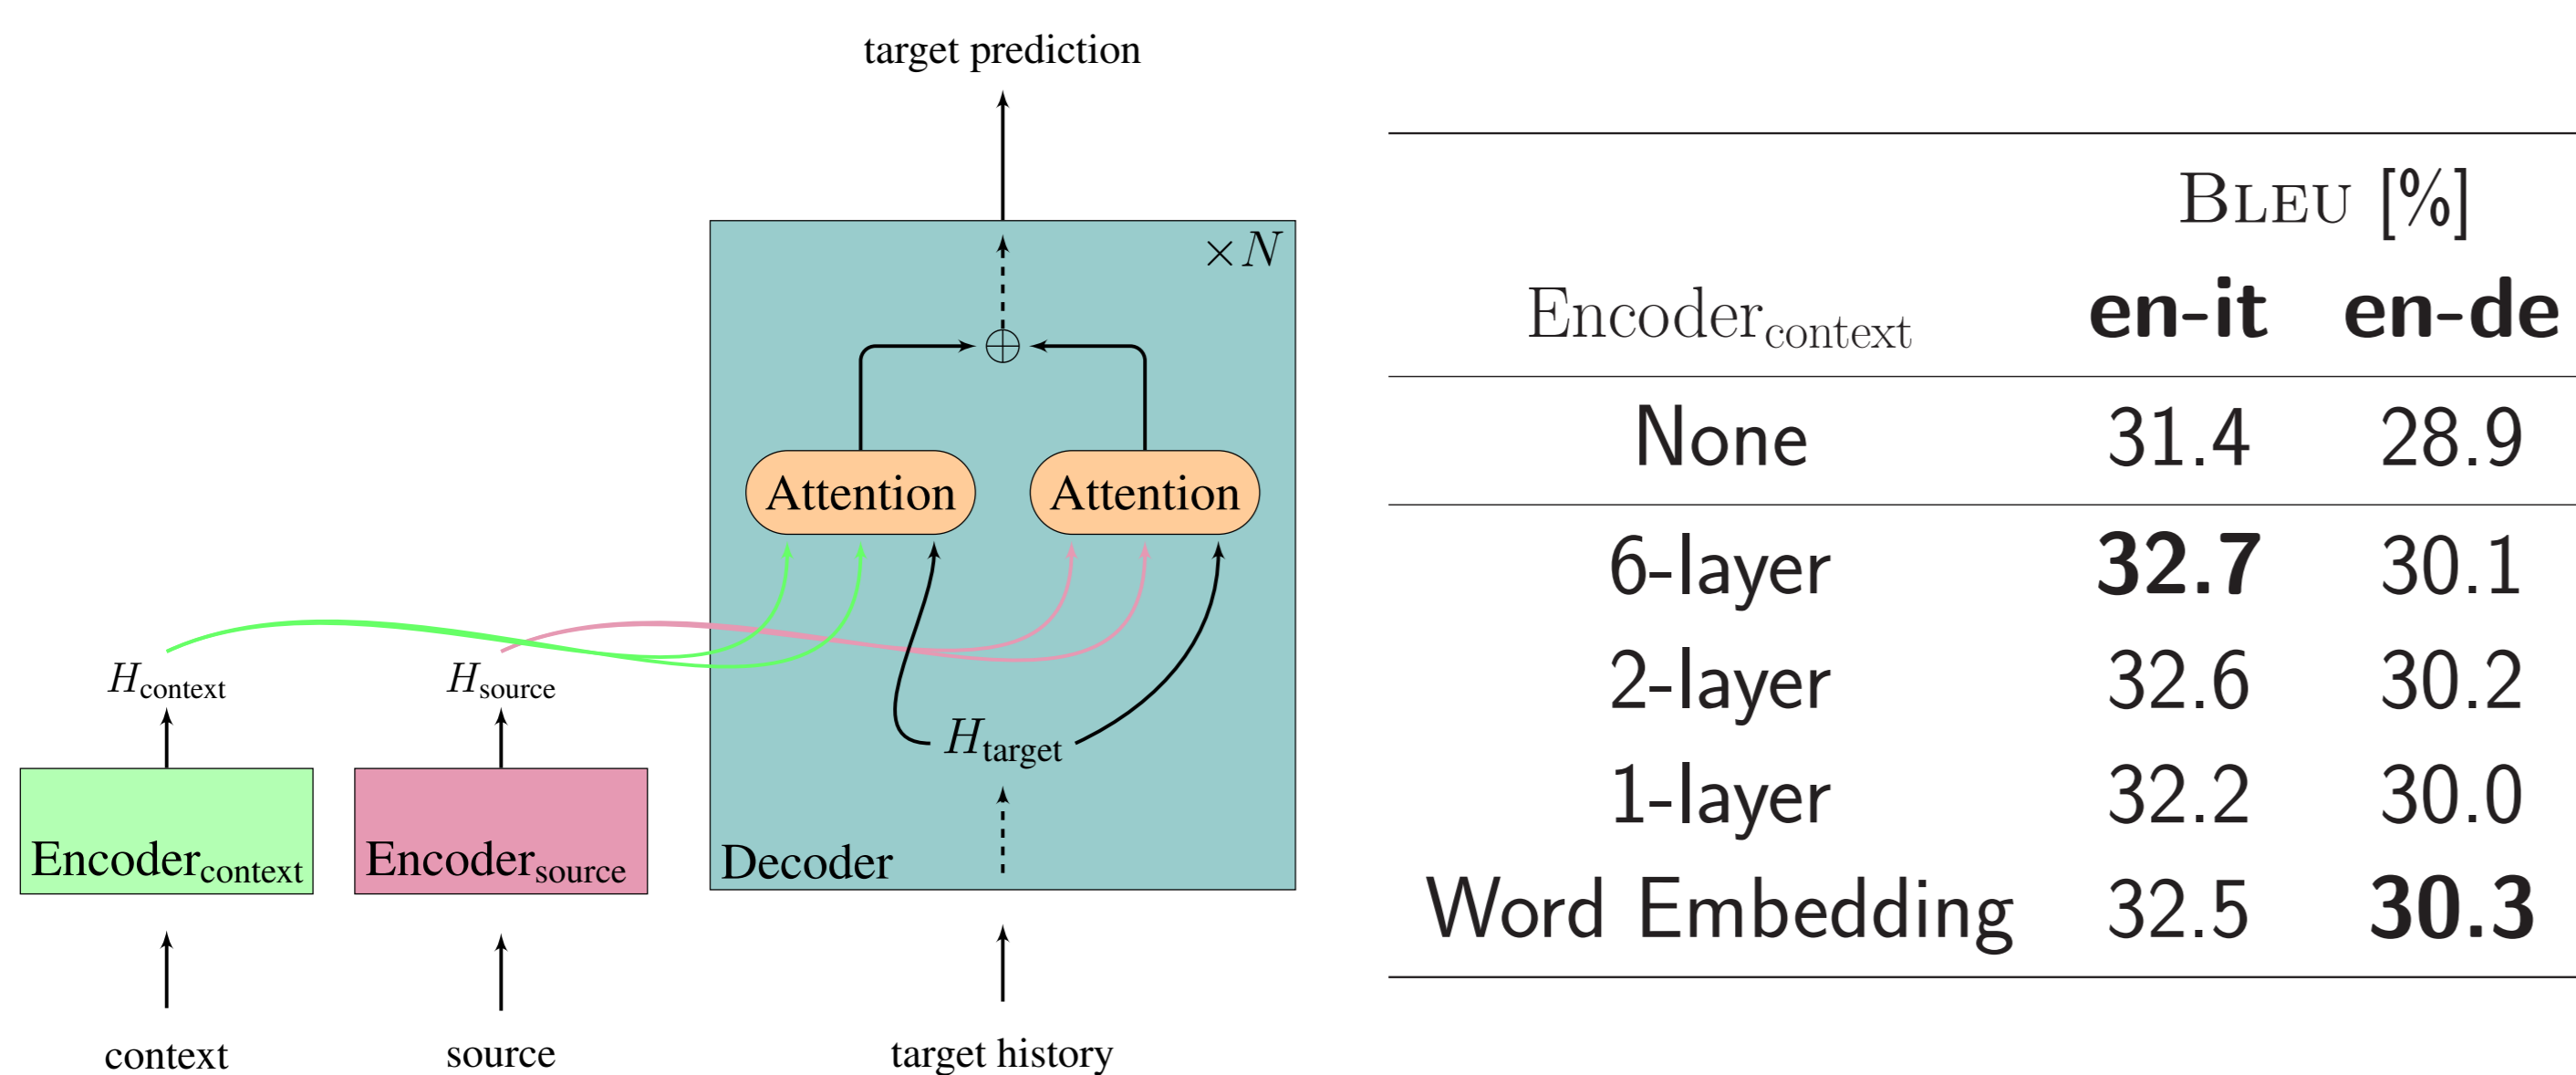 target prediction
×N
⊕
Attention Attention
H_context H_source
H_target
Encoder_context Encoder_source Decoder
context source target history
BLEU [%]
Encoder_context en-it en-de
None 31.4 28.9
6-layer 32.7 30.1
2-layer 32.6 30.2
1-layer 32.2 30.0
Word Embedding 32.5 30.3